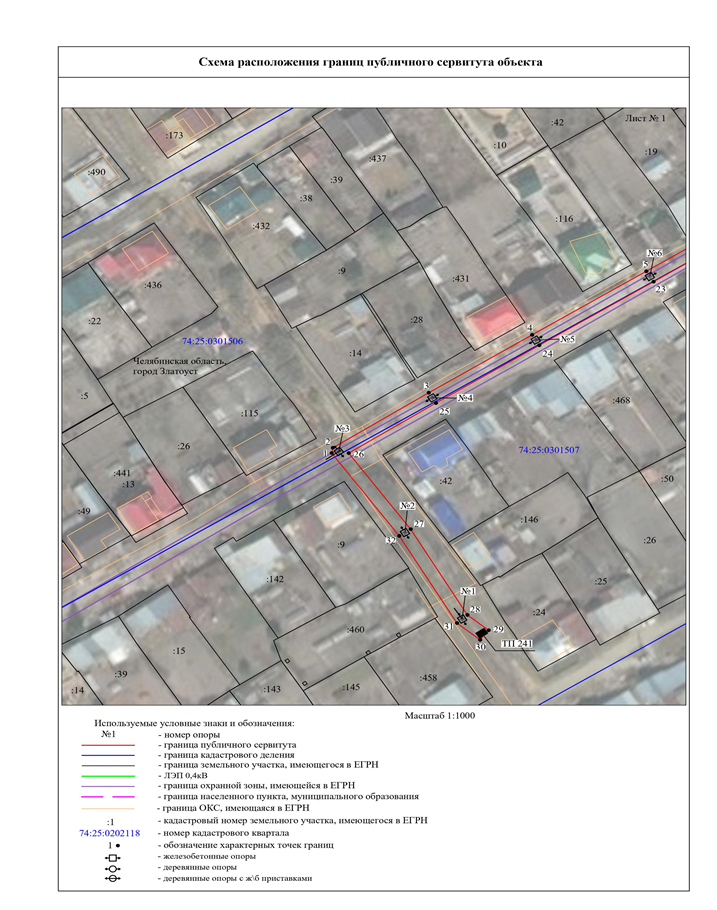 Схема расположения границ публичного сервитута объекта
Лист № 1
:173
:42
:10
:19
:437
:490
:39
:38
:116
:432
№6
5
:9
:431
23
:436
:22
:28
4
№5
74:25:0301506
24
:14
Челябинская область,
город Златоуст
3
№4
:5
25
:468
:115
№3
2
:26
1
26
74:25:0301507
:441
:42
:50
:13
№2
:49
:146
27
32
:26
:9
:142
:25
№1
28
:24
:460
31
29
:15
30
ТП 241
:39
:458
:14
:143
:145
Масштаб 1:1000
Используемые условные знаки и обозначения:
№1 - номер опоры
- граница публичного сервитута
- граница кадастрового деления
- граница земельного участка, имеющегося в ЕГРН
- ЛЭП 0,4кВ
- граница охранной зоны, имеющейся в ЕГРН
- граница населенного пункта, муниципального образования
- граница ОКС, имеющаяся в ЕГРН
:1 - кадастровый номер земельного участка, имеющегося в ЕГРН
74:25:0202118 - номер кадастрового квартала
1 - обозначение характерных точек границ
- железобетонные опоры
- деревянные опоры
- деревянные опоры с ж\б приставками